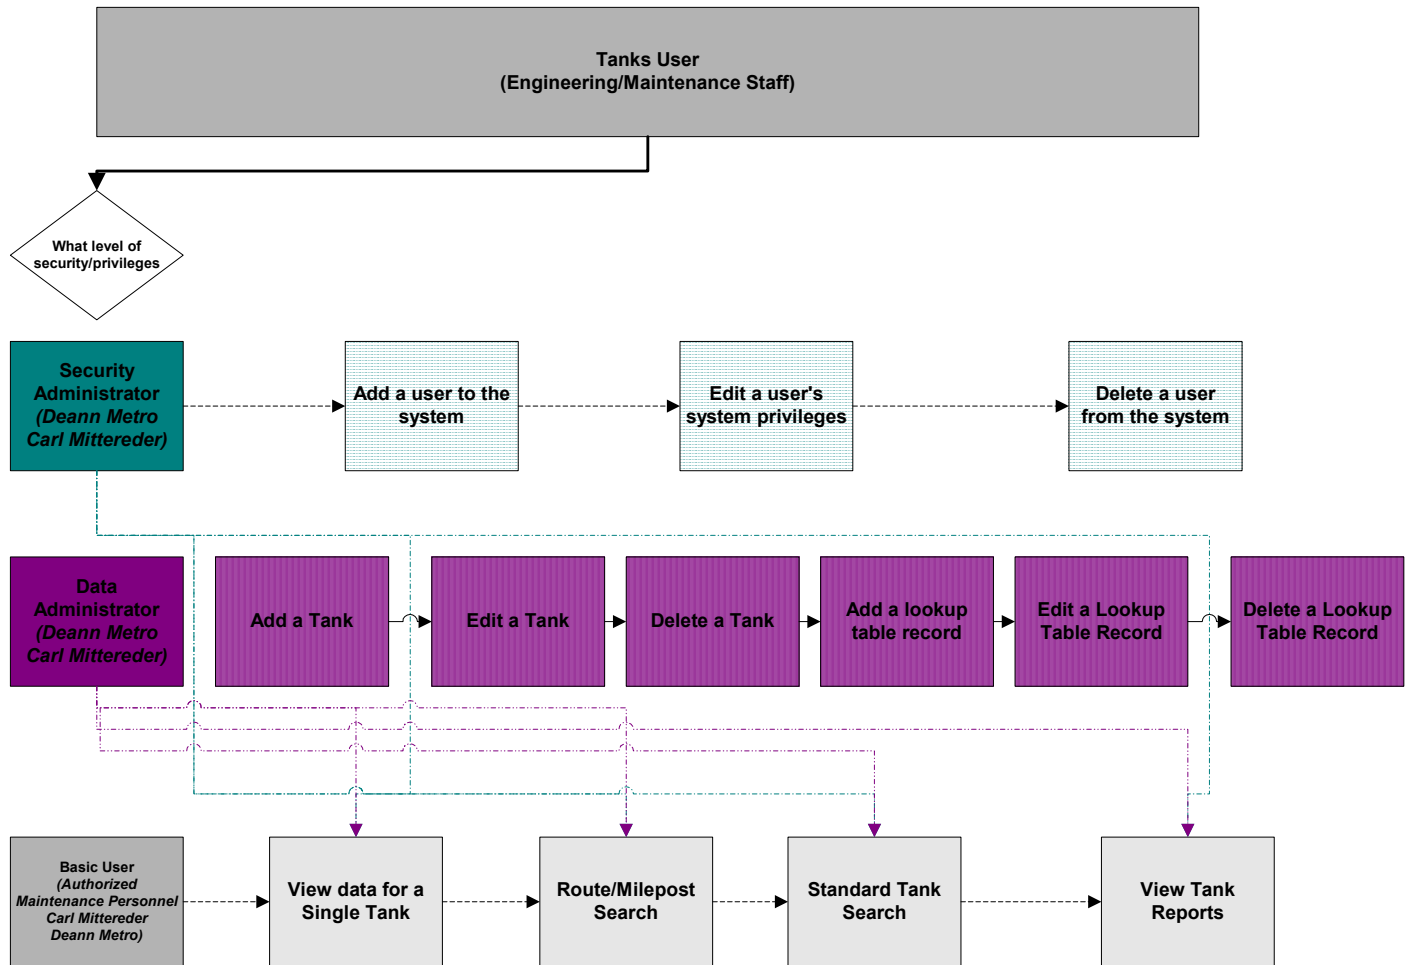 Tanks User
(Engineering/Maintenance Staff)
What level of
security/privileges
Security
Administrator
(Deann Metro
Carl Mittereder)
Add a user to the
system
Edit a user's
system privileges
Delete a user
from the system
Data
Administrator
(Deann Metro
Carl Mittereder)
Add a Tank
Edit a Tank
Delete a Tank
Add a lookup
table record
Edit a Lookup
Table Record
Delete a Lookup
Table Record
Basic User
(Authorized
Maintenance Personnel
Carl Mittereder
Deann Metro)
View data for a
Single Tank
Route/Milepost
Search
Standard Tank
Search
View Tank
Reports